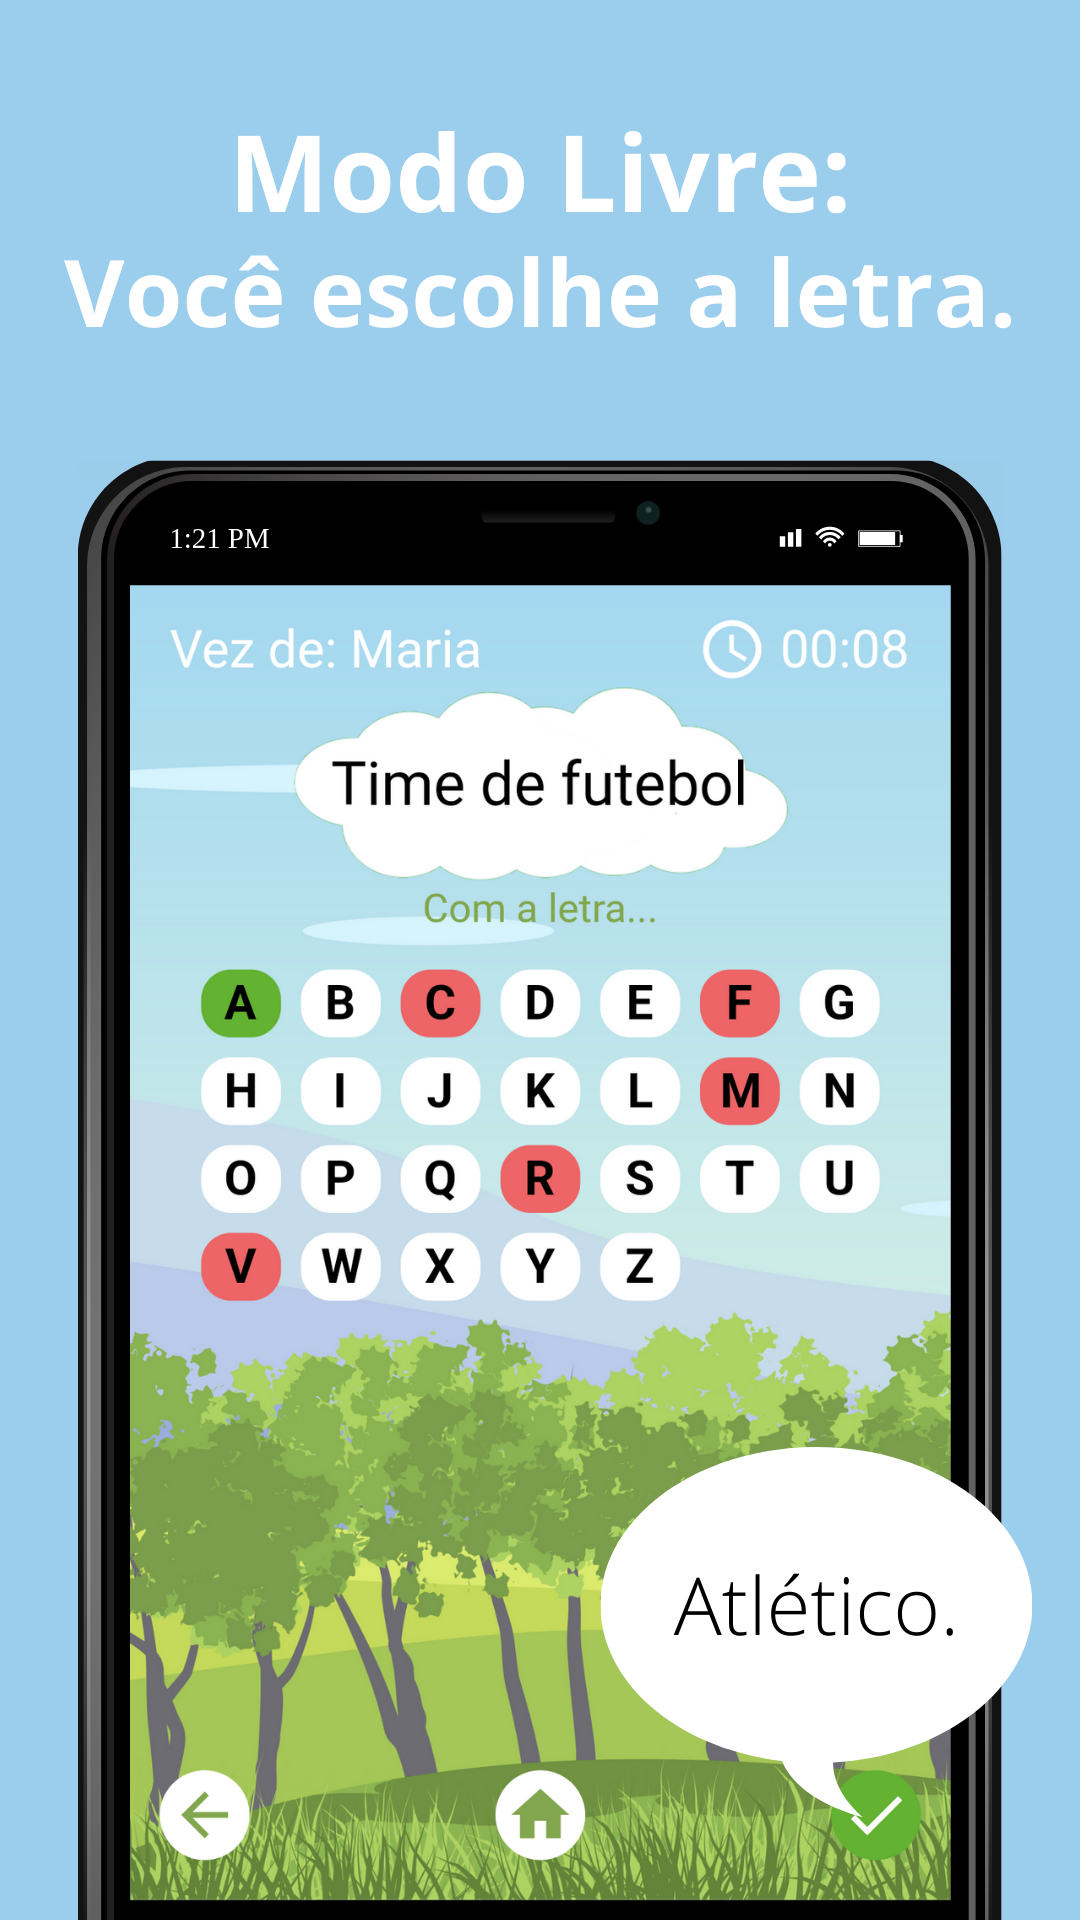 Modo Livre:
Você escolhe a letra.
1:21 PM
Vez de: Maria 00:08
Time de futebol
Com a letra...
A B C D E F G
H I J K L M N
O P Q R S T U
V W X Y Z
Atlético.